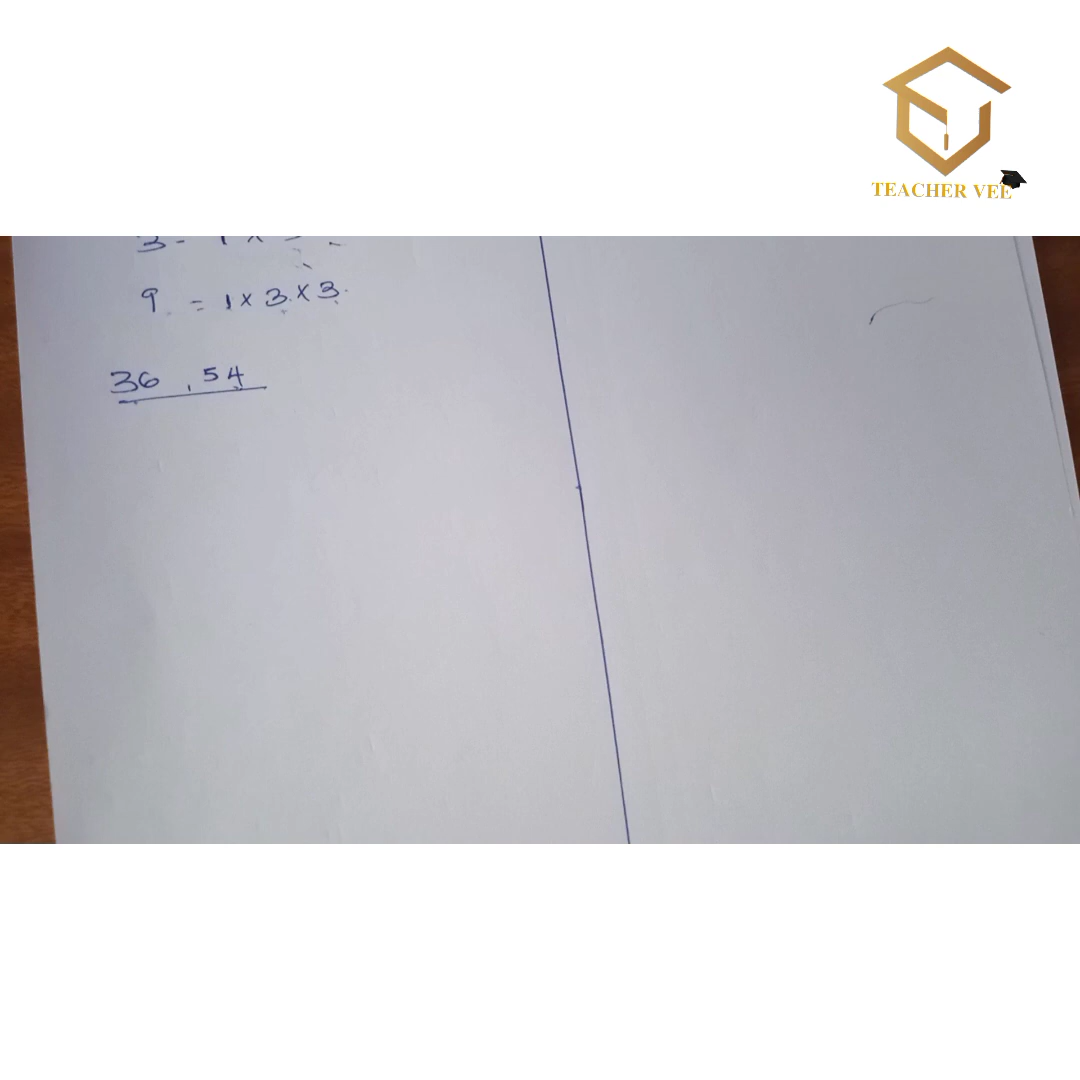 TEACHER VEE
9 = 1 × 3 × 3
36 , 54